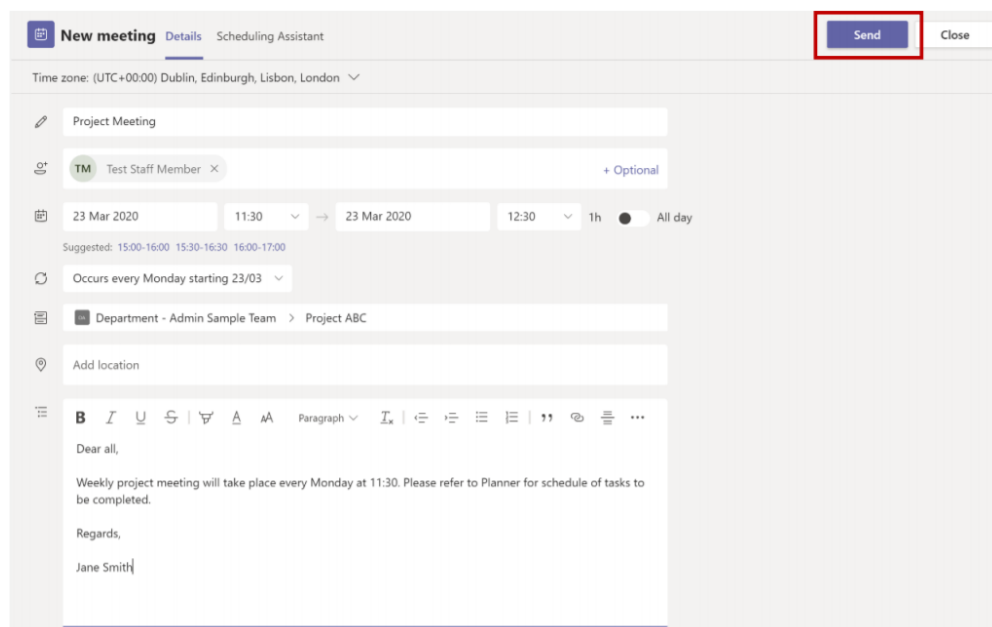 New meeting Details Scheduling Assistant Send Close
Time zone: (UTC+00:00) Dublin, Edinburgh, Lisbon, London
Project Meeting
TM Test Staff Member × + Optional
23 Mar 2020 11:30 → 23 Mar 2020 12:30 1h All day
Suggested: 15:00-16:00 15:30-16:30 16:00-17:00
Occurs every Monday starting 23/03
Department - Admin Sample Team > Project ABC
Add location
B I U S A AA Paragraph Tx
Dear all,
Weekly project meeting will take place every Monday at 11:30. Please refer to Planner for schedule of tasks to
be completed.
Regards,
Jane Smith